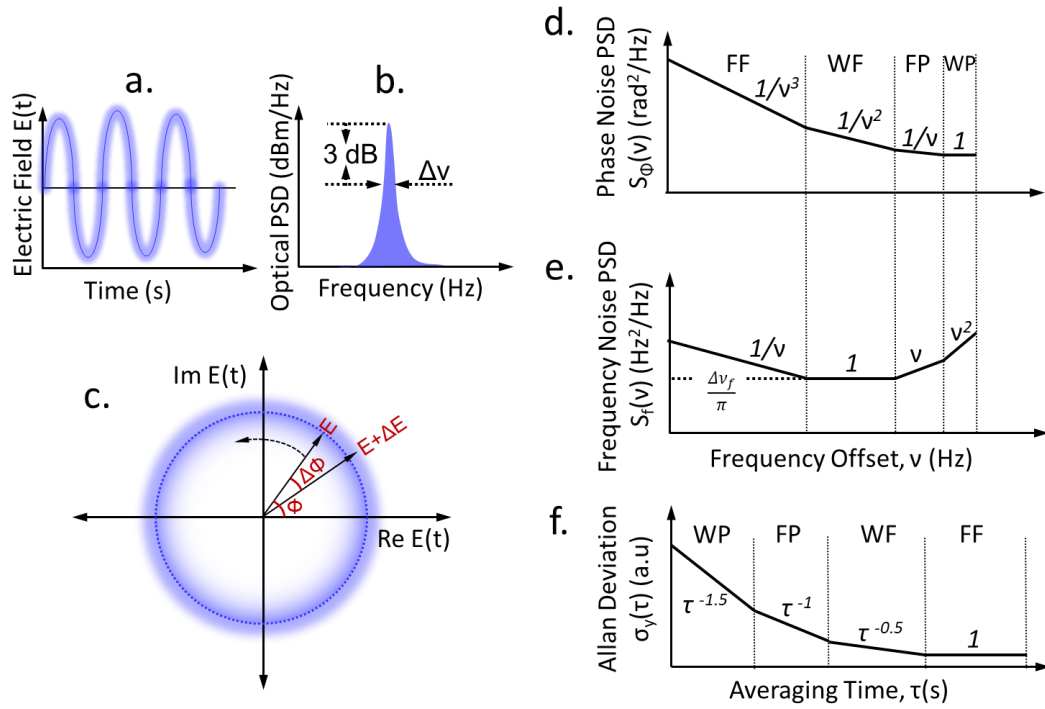 a.
Electric Field E(t)
Time (s)
b.
Optical PSD (dBm/Hz)
3 dB
Δν
Frequency (Hz)
c.
Im E(t)
E
E+ΔE
ΔΦ
Φ
Re E(t)
d.
Phase Noise PSD
S_Φ(ν) (rad²/Hz)
FF
WF
FP
WP
1/ν³
1/ν²
1/ν
1
e.
Frequency Noise PSD
S_f(ν) (Hz²/Hz)
1/ν
1
ν
ν²
Δν_f
π
Frequency Offset, ν (Hz)
f.
Allan Deviation
σ_y(τ) (a.u)
WP
FP
WF
FF
τ^-1.5
τ^-1
τ^-0.5
1
Averaging Time, τ(s)